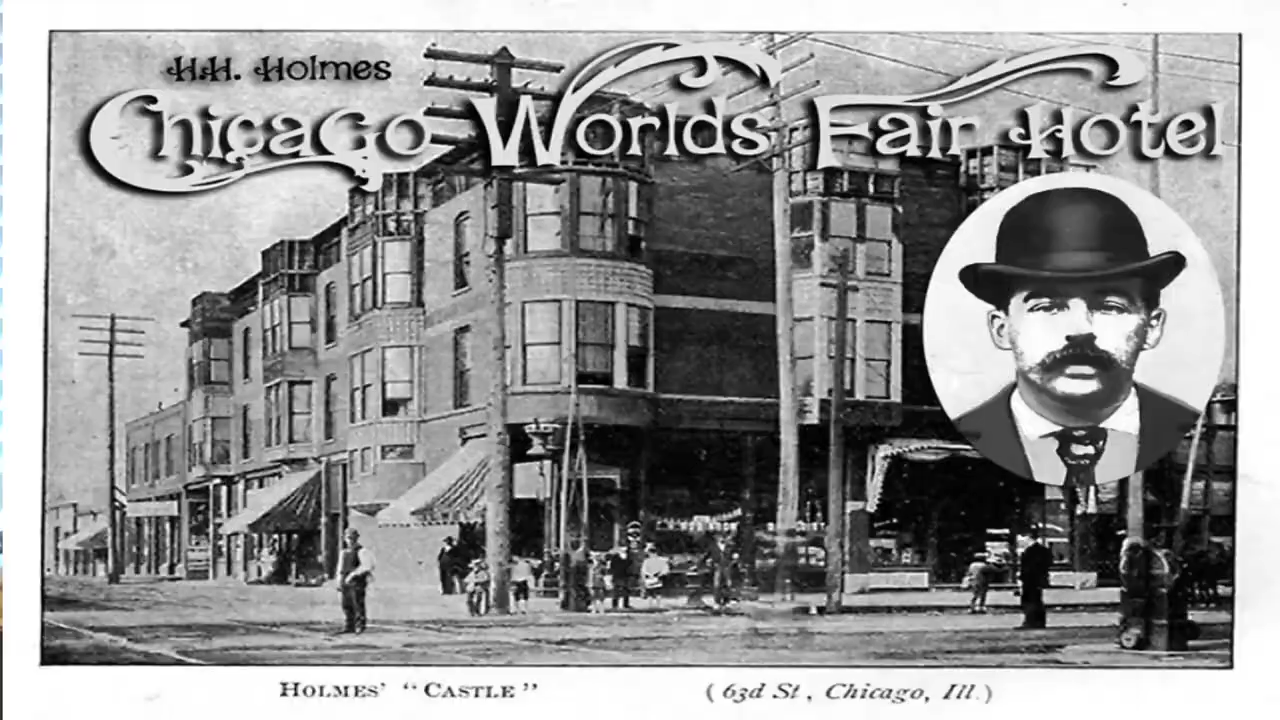 H.H. Holmes
Chicago Worlds Fair Hotel
HOLMES' "CASTLE" (63d St, Chicago, Ill.)